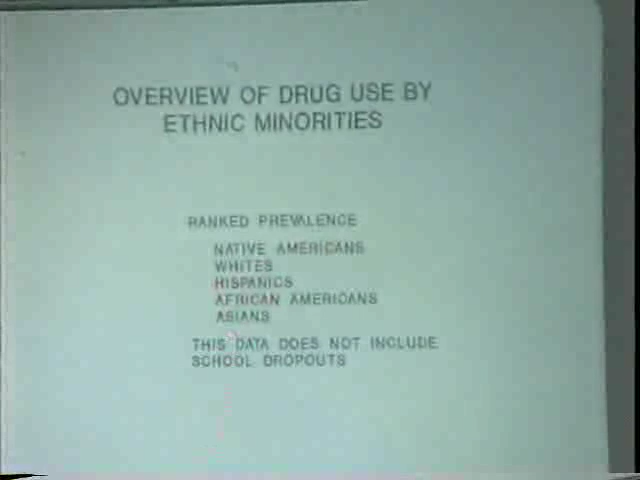 OVERVIEW OF DRUG USE BY
ETHNIC MINORITIES
RANKED PREVALENCE
NATIVE AMERICANS
WHITES
HISPANICS
AFRICAN AMERICANS
ASIANS
THIS DATA DOES NOT INCLUDE
SCHOOL DROPOUTS